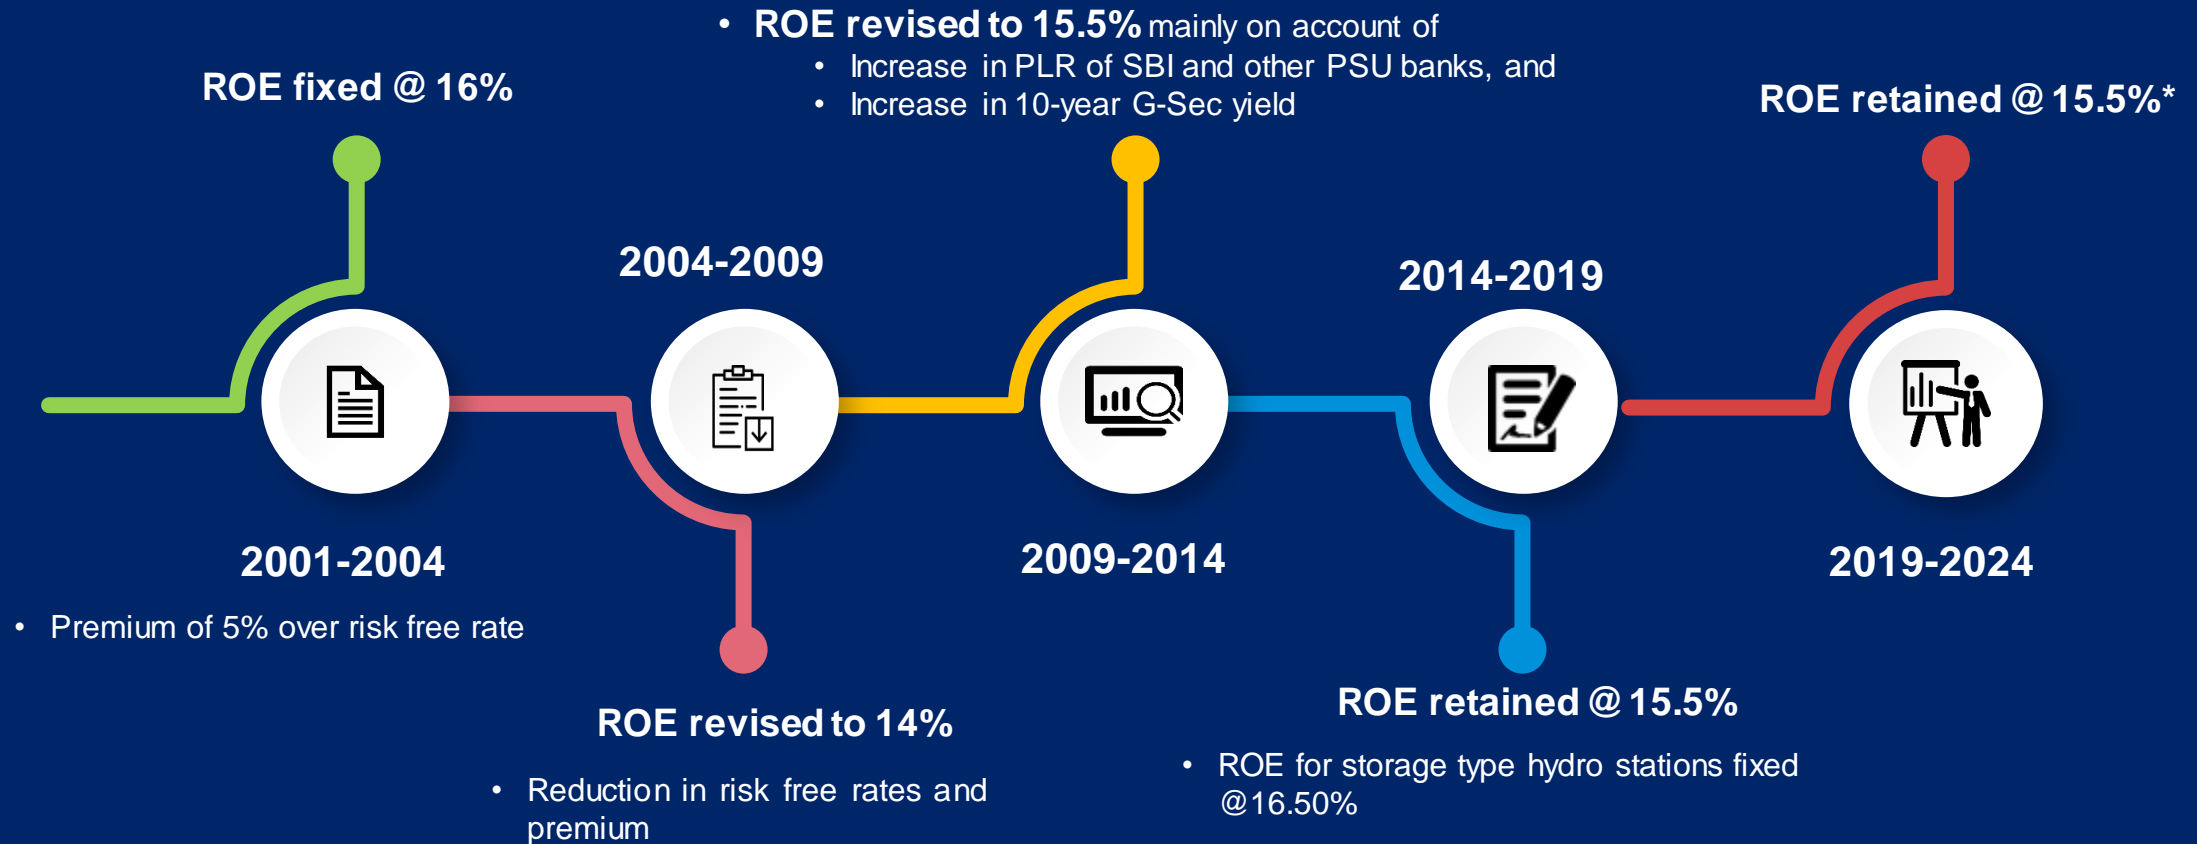 ROE fixed @ 16%
2001-2004
• Premium of 5% over risk free rate
2004-2009
ROE revised to 14%
• Reduction in risk free rates and
premium
• ROE revised to 15.5% mainly on account of
• Increase in PLR of SBI and other PSU banks, and
• Increase in 10-year G-Sec yield
2009-2014
2014-2019
ROE retained @ 15.5%
• ROE for storage type hydro stations fixed
@16.50%
ROE retained @ 15.5%*
2019-2024